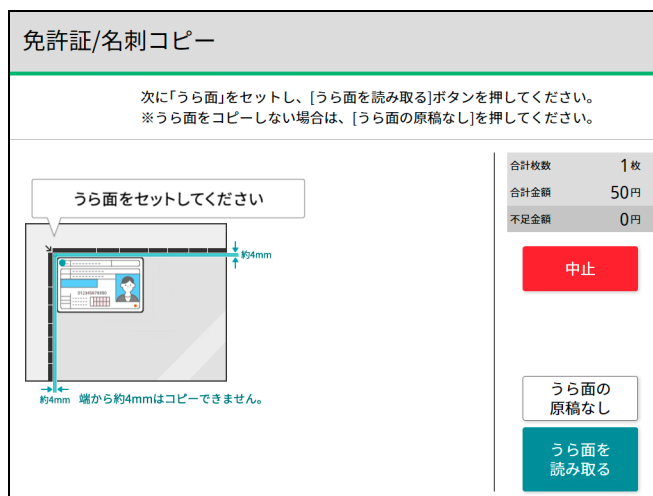 免許証/名刺コピー
次に「うら面」をセットし、[うら面を読み取る]ボタンを押してください。
※うら面をコピーしない場合は、[うら面の原稿なし]を押してください。
うら面をセットしてください
約4mm
012345678900
約4mm
端から約4mmはコピーできません。
合計枚数 1枚
合計金額 50円
不足金額 0円
中止
うら面の
原稿なし
うら面を
読み取る